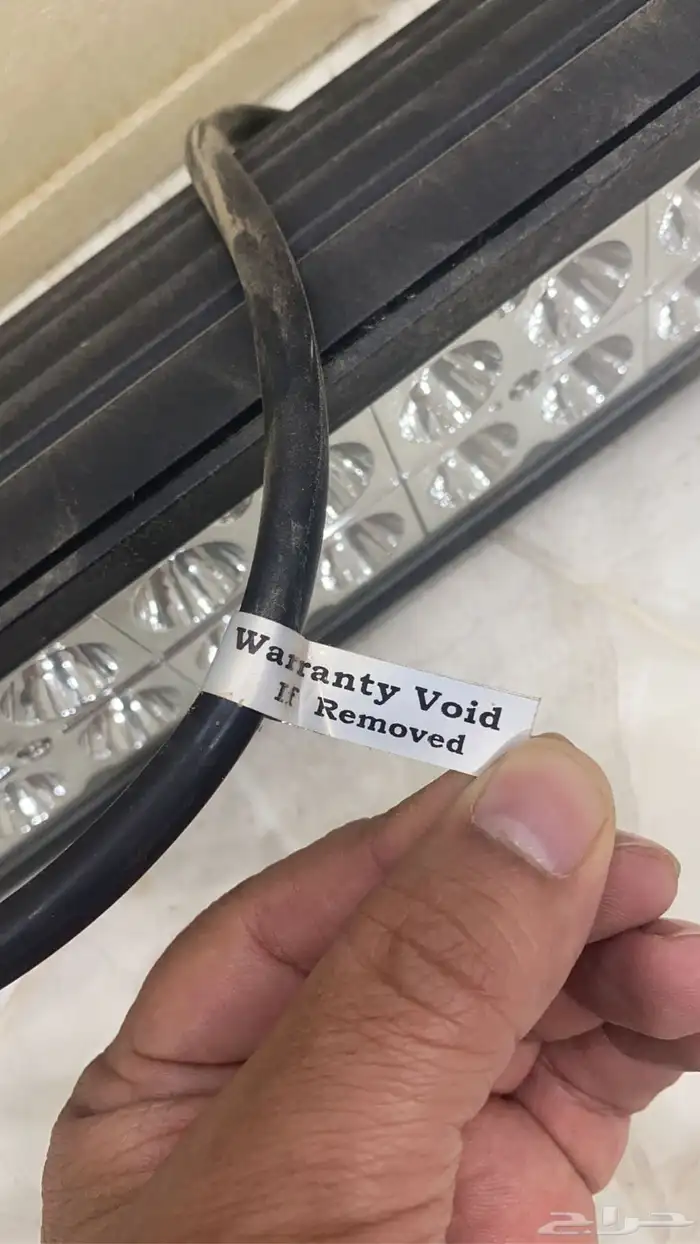 Warranty Void
If Removed
حراج